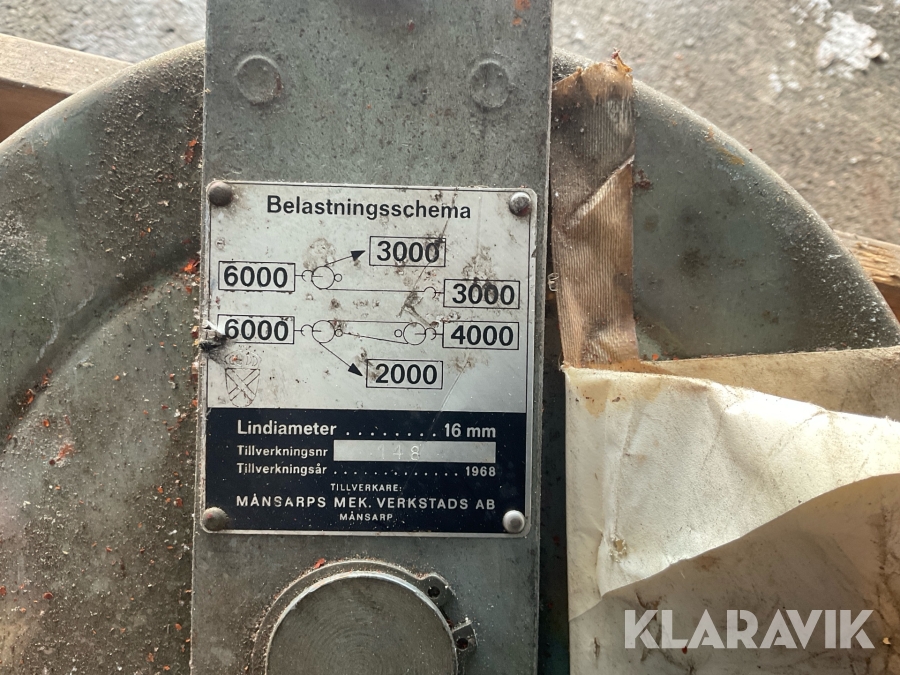 Belastningsschema
3000
6000
3000
6000
4000
2000
Lindiameter ........ 16 mm
Tillverkningsnr 148
Tillverkningsår .................. 1968
TILLVERKARE:
MÅNSARPS MEK. VERKSTADS AB
MÅNSARP
KLARAVIK